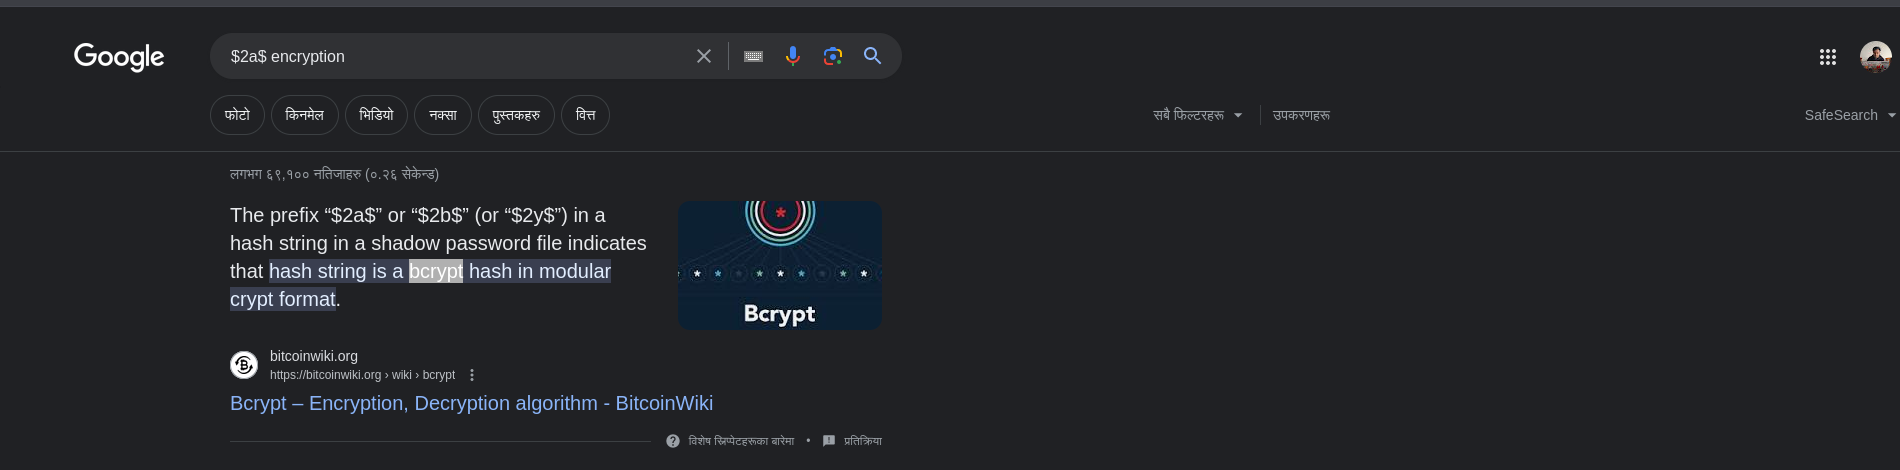 Google
$2a$ encryption
फोटो
किनमेल
भिडियो
नक्सा
पुस्तकहरु
वित्त
सबै फिल्टरहरू
उपकरणहरू
SafeSearch
लगभग ६९,१०० नतिजाहरु (०.२६ सेकेन्ड)
The prefix “$2a$” or “$2b$” (or “$2y$”) in a
hash string in a shadow password file indicates
that hash string is a bcrypt hash in modular
crypt format.
Bcrypt
bitcoinwiki.org
https://bitcoinwiki.org › wiki › bcrypt
Bcrypt – Encryption, Decryption algorithm - BitcoinWiki
विशेष स्निप्पेटहरूका बारेमा • प्रतिक्रिया